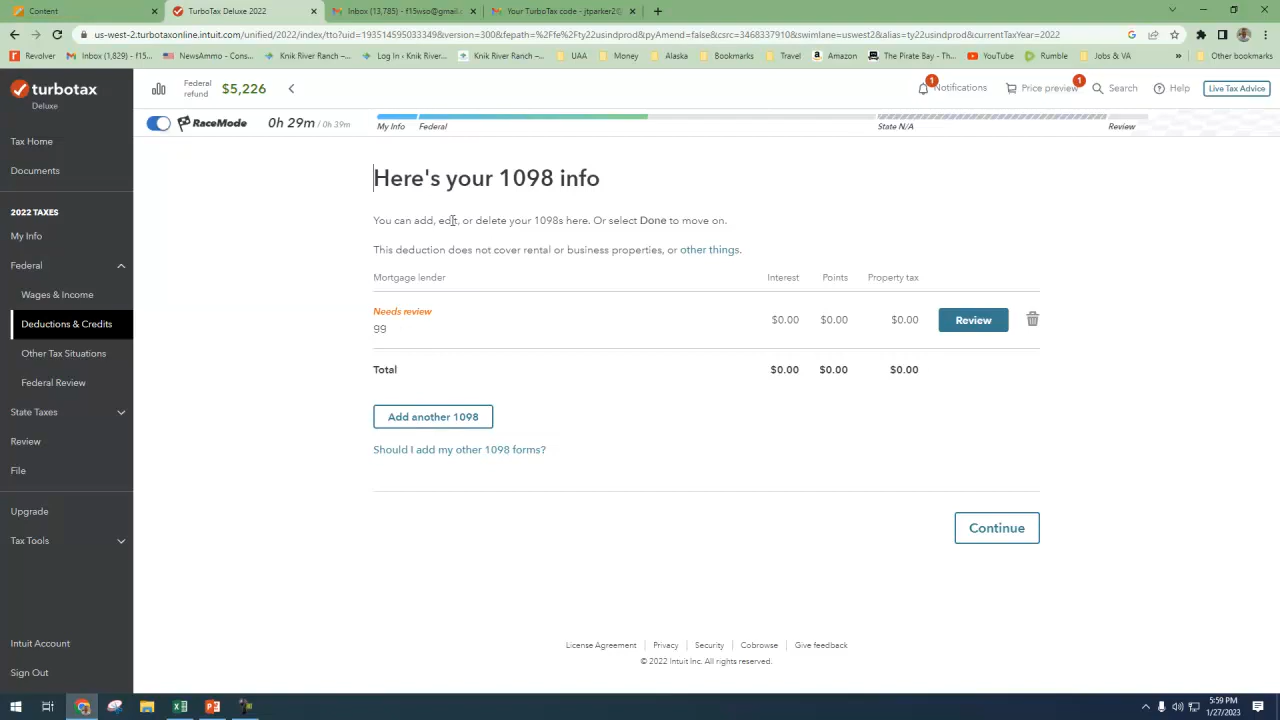 Content
TurboTax Deluxe 2022
Inbox (13,785) - f15wso@gmail.c
Your TurboTax code - jtparker2@
us-west-2.turbotaxonline.intuit.com/unified/2022/index/tto?uid=193514595003301&version=300&fepath=%2Ffe%2Fty22usindprod&pyAmend=false&csrc=3468337910&swimlane=uswest2&alias=ty22usindprod&currentTaxYear=2022
Revolver
NewsAmmo - Cons...
Knik River Ranch –...
Log In ‹ Knik River...
Knik River Ranch –...
UAA
Money
Alaska
Bookmarks
Travel
Amazon
The Pirate Bay - Th...
YouTube
Rumble
Jobs & VA
»
Other bookmarks
turbotax
Deluxe
Federal
refund
$5,226
1
Notifications
Price preview
1
Search
Help
Live Tax Advice
RaceMode
0h 29m / 0h 39m
My Info
Federal
State N/A
Review
Tax Home
Documents
2022 TAXES
My Info
Federal
Wages & Income
Deductions & Credits
Other Tax Situations
Federal Review
State Taxes
Review
File
Upgrade
Tax Tools
Intuit Account
Sign Out
Here's your 1098 info
You can add, edit, or delete your 1098s here. Or select Done to move on.
This deduction does not cover rental or business properties, or other things.
Mortgage lender Interest Points Property tax
Needs review
99 $0.00 $0.00 $0.00 Review
Total $0.00 $0.00 $0.00
Add another 1098
Should I add my other 1098 forms?
Continue
License Agreement Privacy Security Cobrowse Give feedback
© 2022 Intuit Inc. All rights reserved.
5:59 PM
1/27/2023